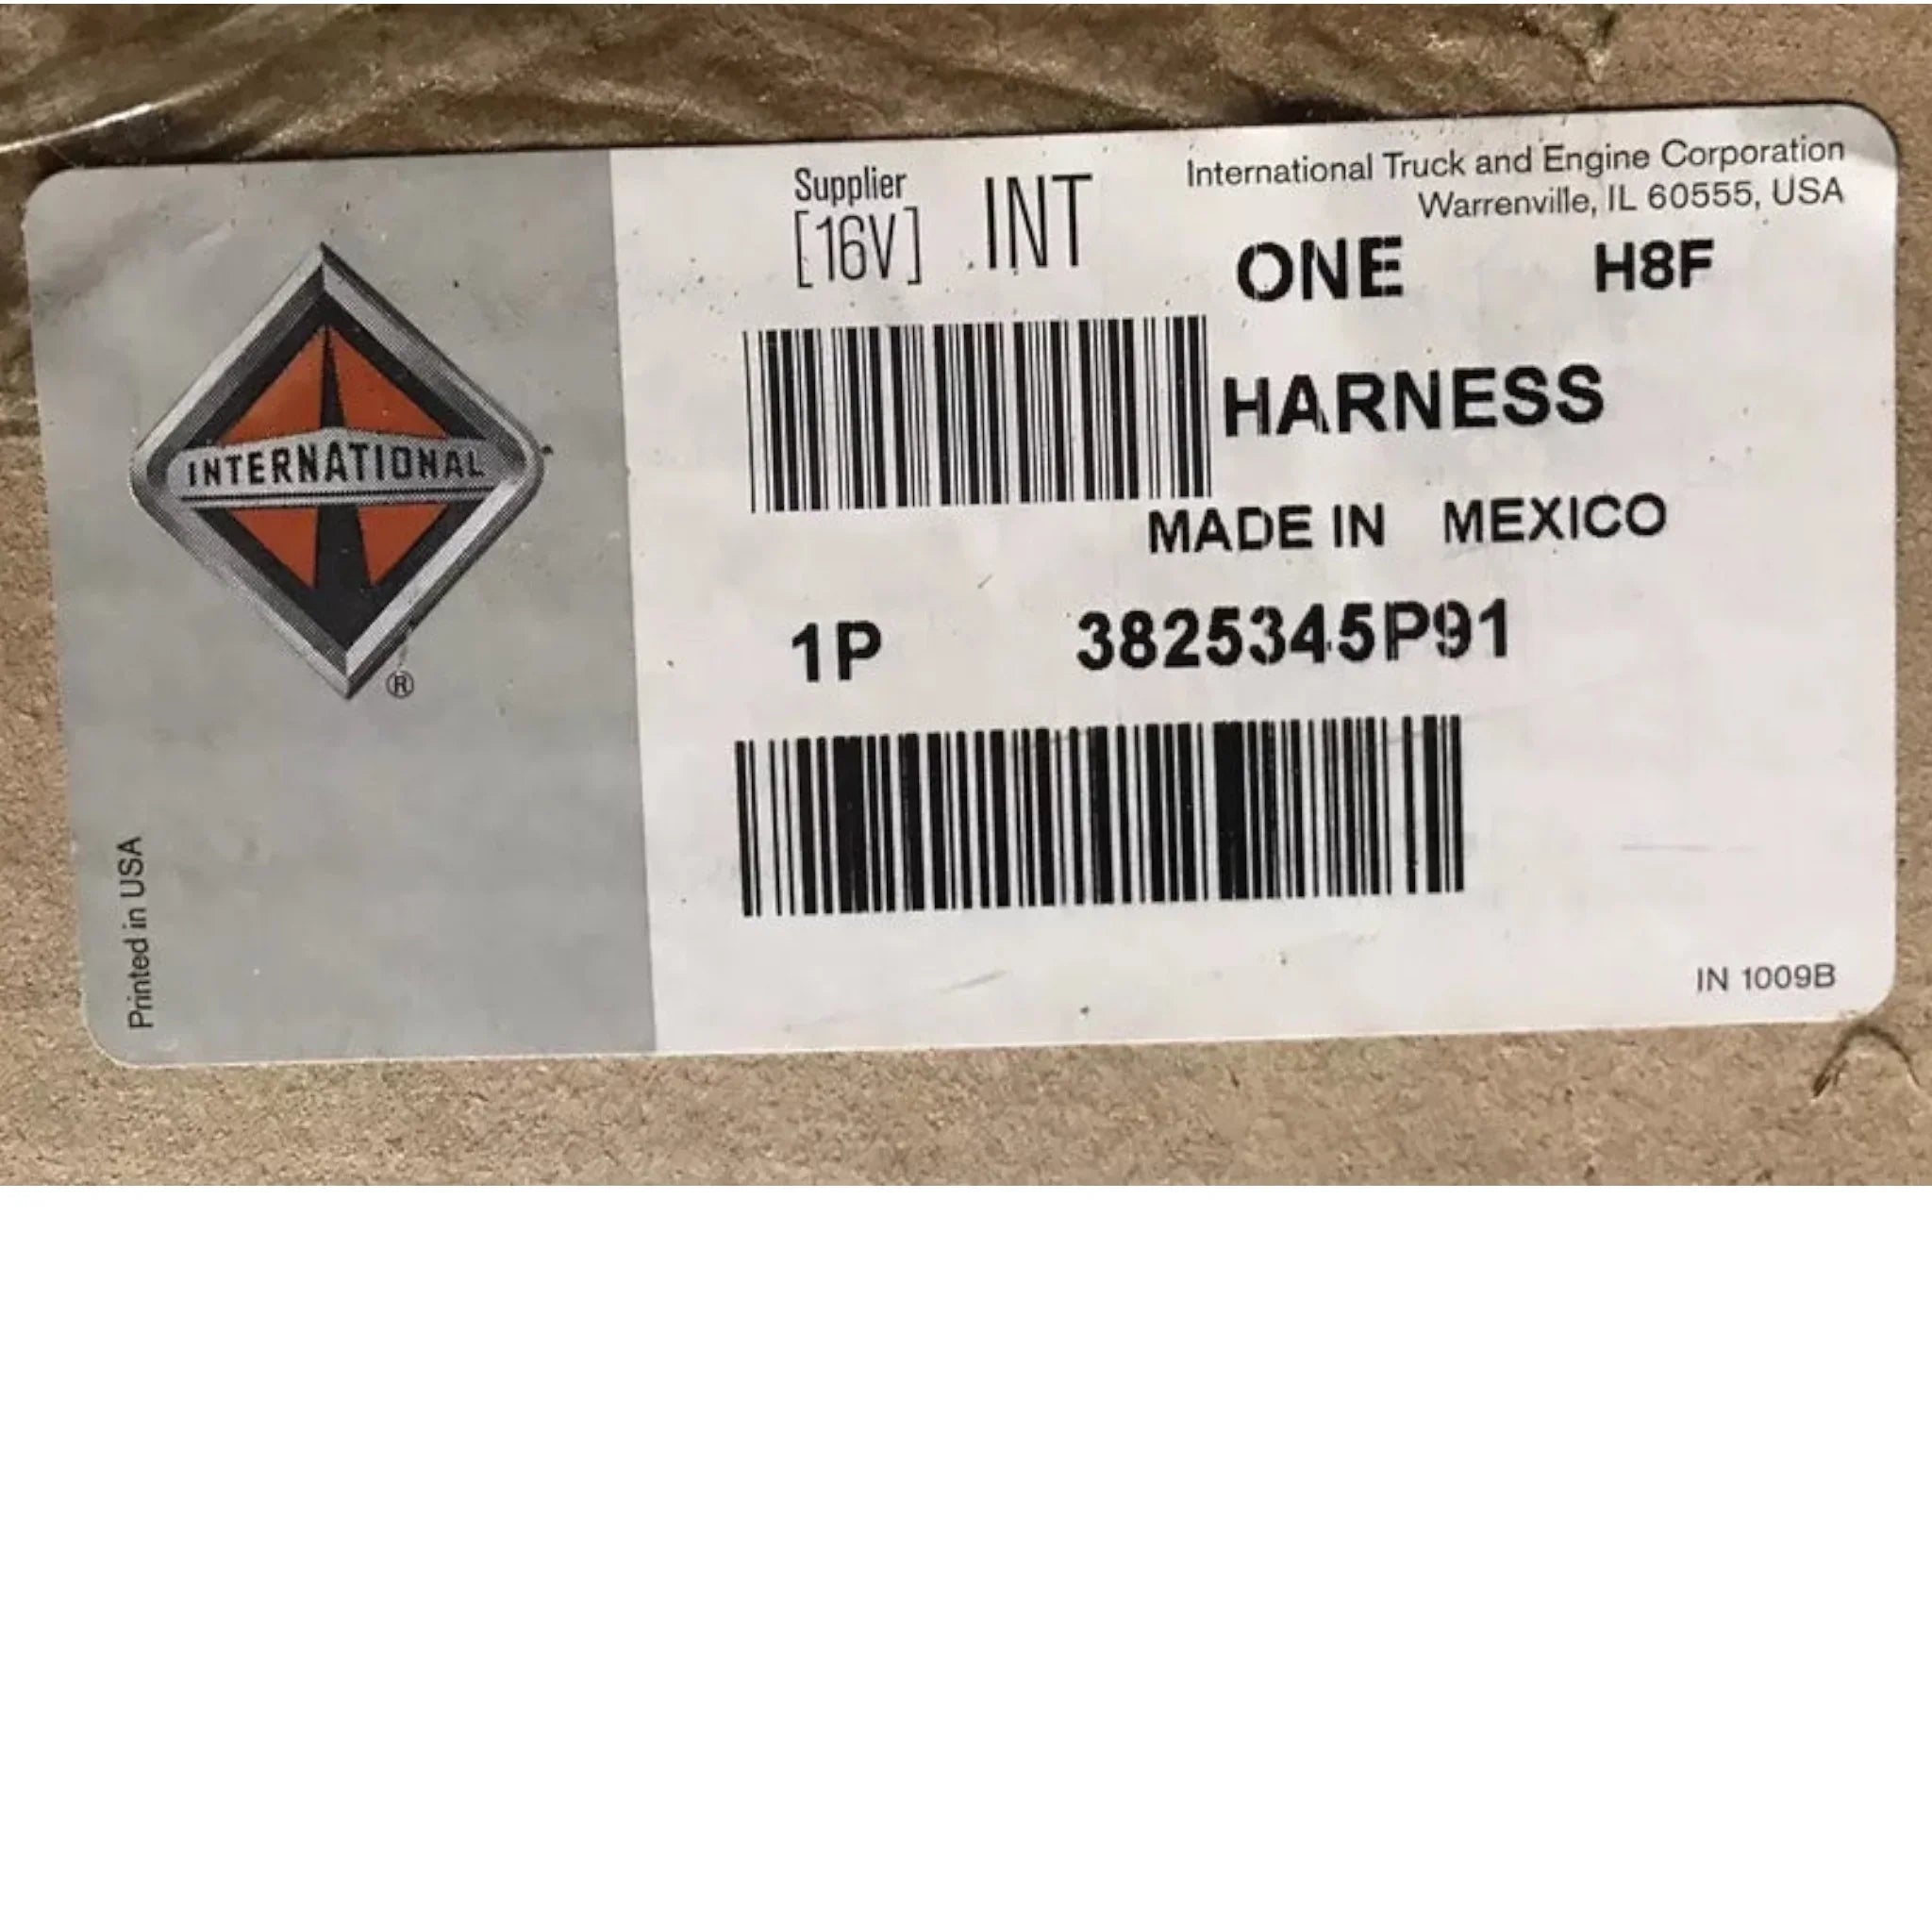 Supplier
[16V] INT
International Truck and Engine Corporation
Warrenville, IL 60555, USA
ONE H8F
HARNESS
INTERNATIONAL
®
MADE IN MEXICO
1P 3825345P91
Printed in USA
IN 1009B